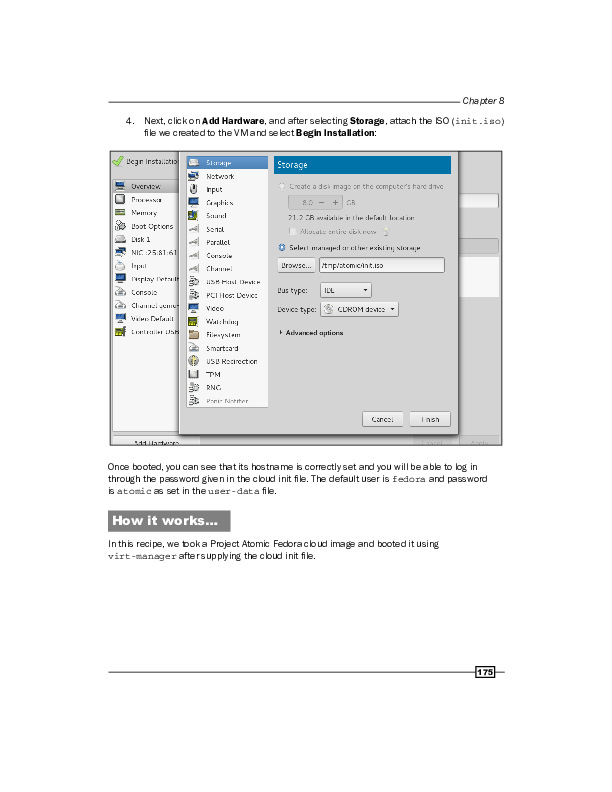 Chapter 8
4. Next, click on Add Hardware, and after selecting Storage, attach the ISO (init.iso)
file we created to the VM and select Begin Installation:
Begin Installation
Overview
Processor
Memory
Boot Options
Disk 1
NIC :25:81:61
Input
Display Default
Console
Channel qemu
Video Default
Controller USB
Add Hardware
Storage
Network
Input
Graphics
Sound
Serial
Parallel
Console
Channel
USB Host Device
PCI Host Device
Video
Watchdog
Filesystem
Smartcard
USB Redirection
TPM
RNG
Panic Notifier
Storage
Create a disk image on the computer's hard drive
8.0 − + GB
21.2 GB available in the default location
Allocate entire disk now
Select managed or other existing storage
Browse... /tmp/atomic/init.iso
Bus type: IDE
Device type: CDROM device
Advanced options
Cancel Finish
Cancel Apply
Once booted, you can see that its hostname is correctly set and you will be able to log in
through the password given in the cloud init file. The default user is fedora and password
is atomic as set in the user-data file.
How it works...
In this recipe, we took a Project Atomic Fedora cloud image and booted it using
virt-manager after supplying the cloud init file.
175